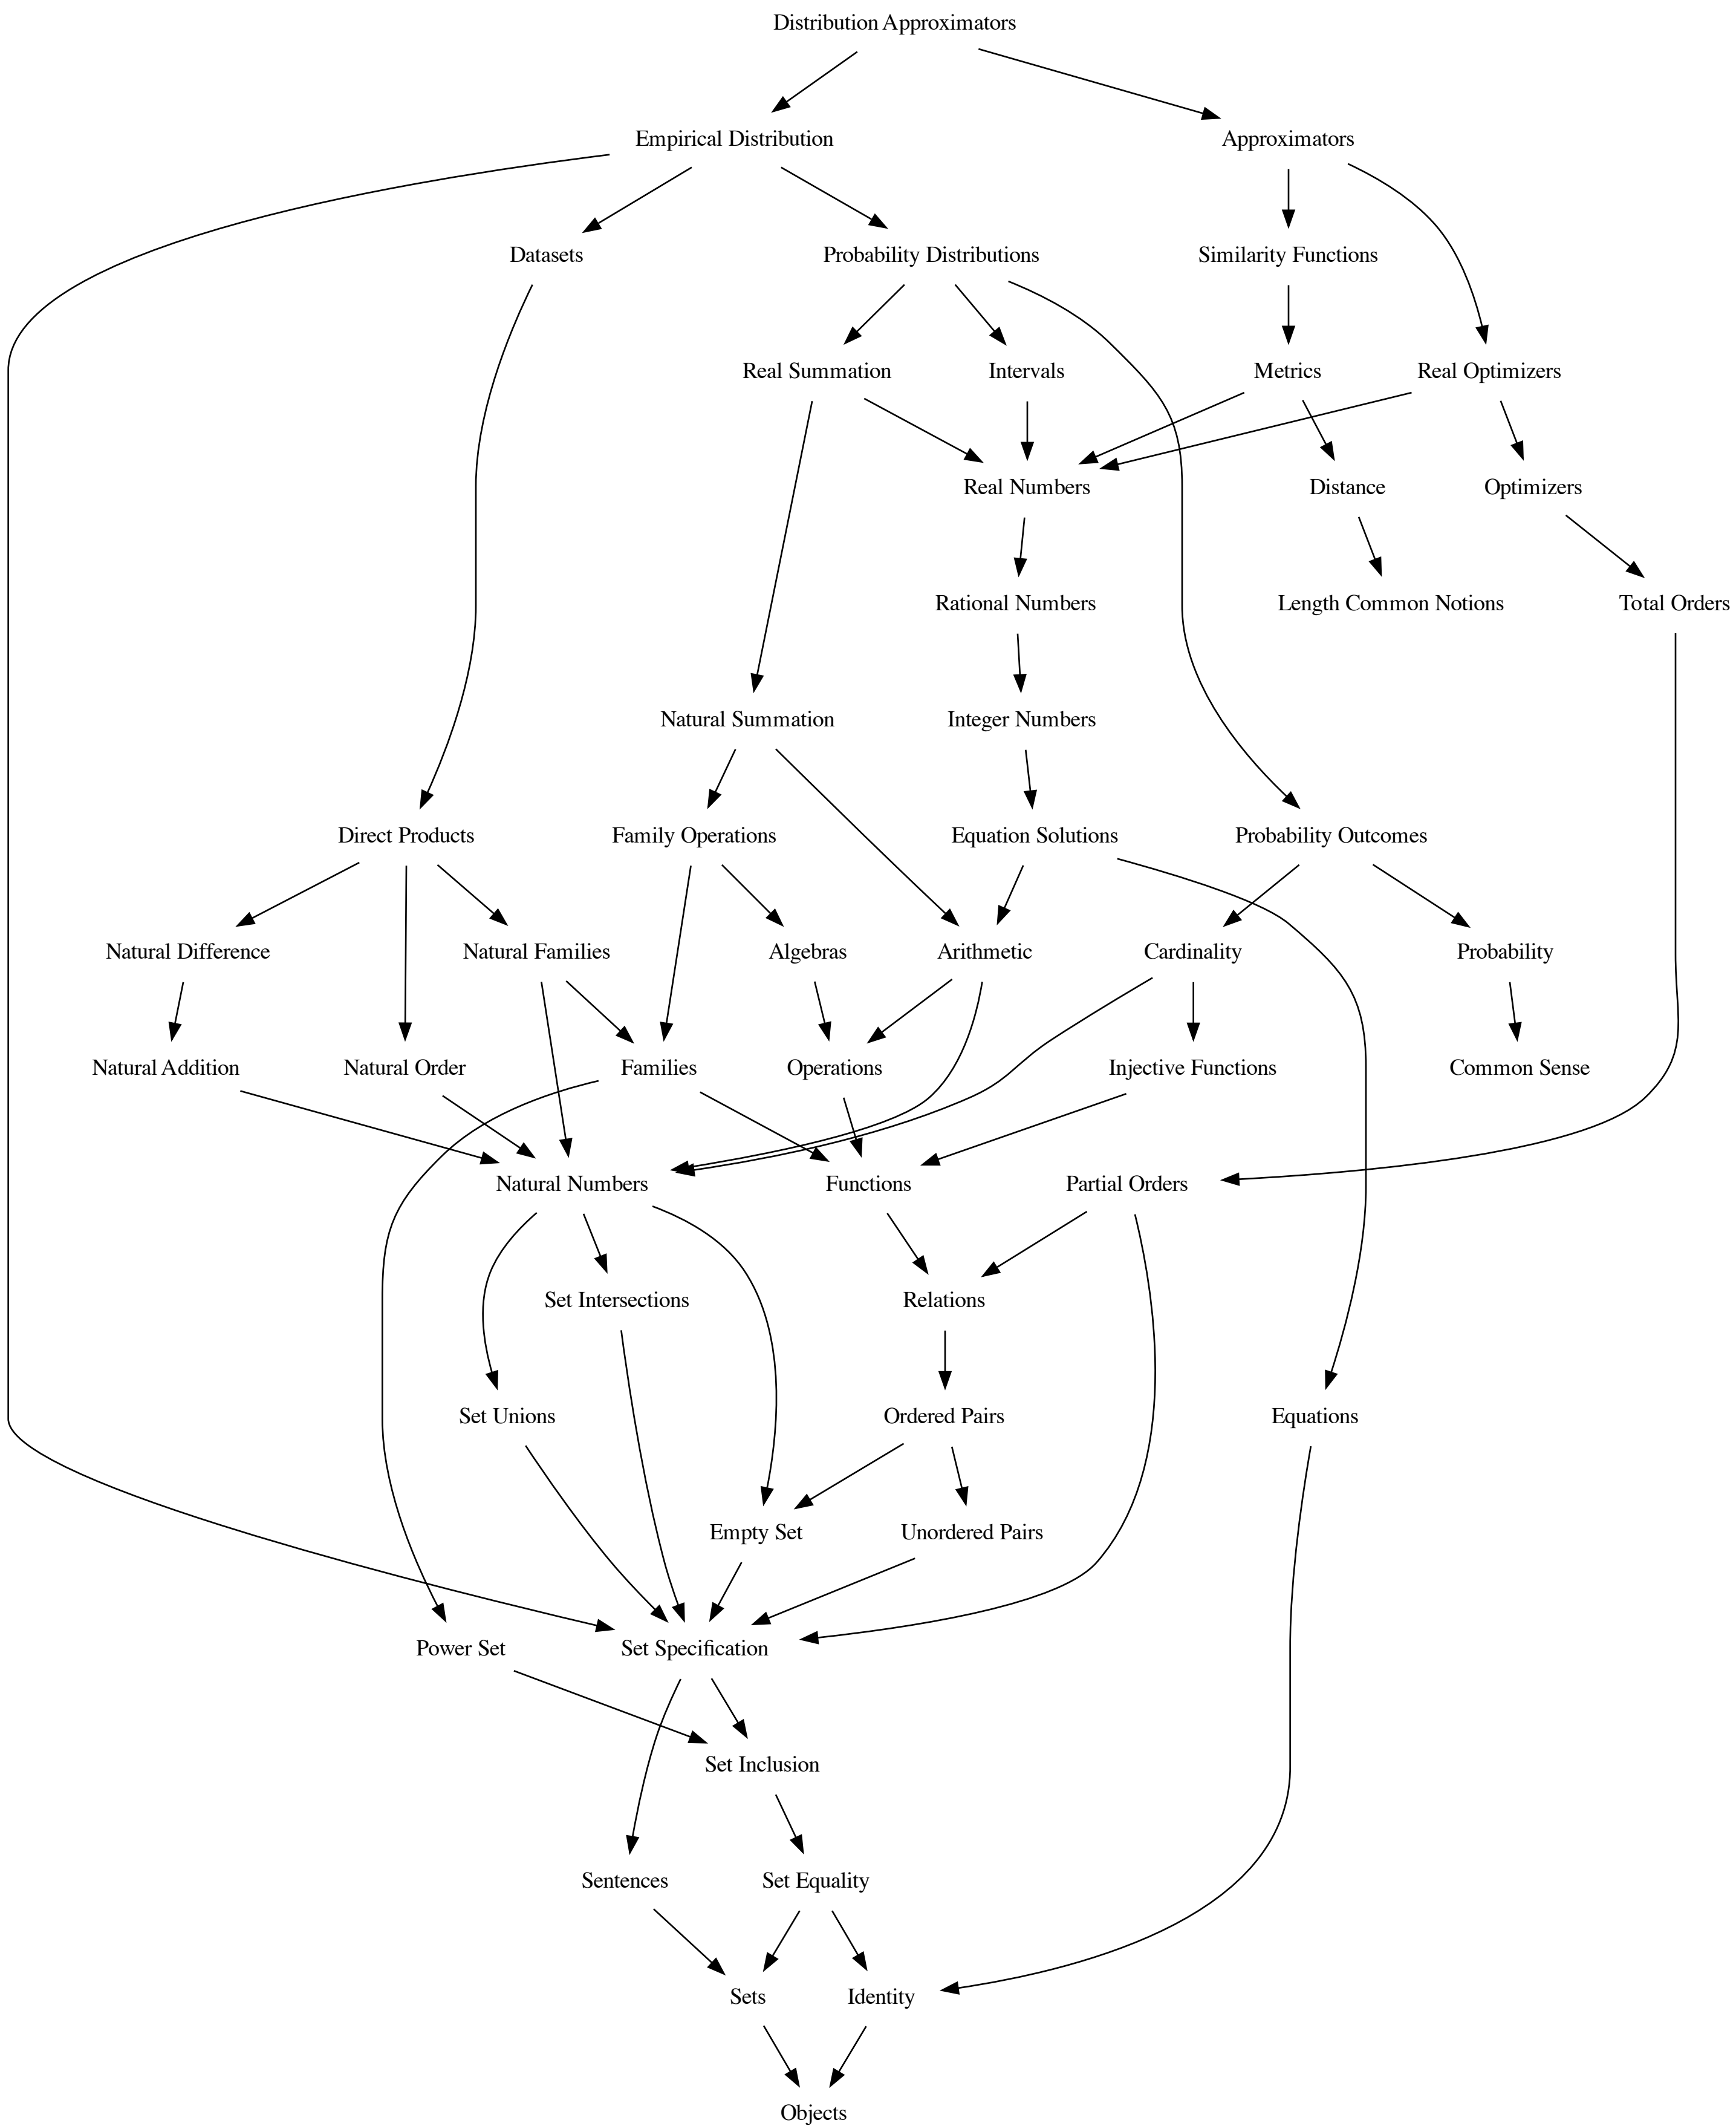 Distribution Approximators
Empirical Distribution
Approximators
Datasets
Probability Distributions
Similarity Functions
Real Summation
Intervals
Metrics
Real Optimizers
Real Numbers
Distance
Optimizers
Rational Numbers
Length Common Notions
Total Orders
Natural Summation
Integer Numbers
Direct Products
Family Operations
Equation Solutions
Probability Outcomes
Natural Difference
Natural Families
Algebras
Arithmetic
Cardinality
Probability
Natural Addition
Natural Order
Families
Operations
Injective Functions
Common Sense
Natural Numbers
Functions
Partial Orders
Set Intersections
Relations
Set Unions
Ordered Pairs
Equations
Empty Set
Unordered Pairs
Power Set
Set Specification
Set Inclusion
Sentences
Set Equality
Sets
Identity
Objects